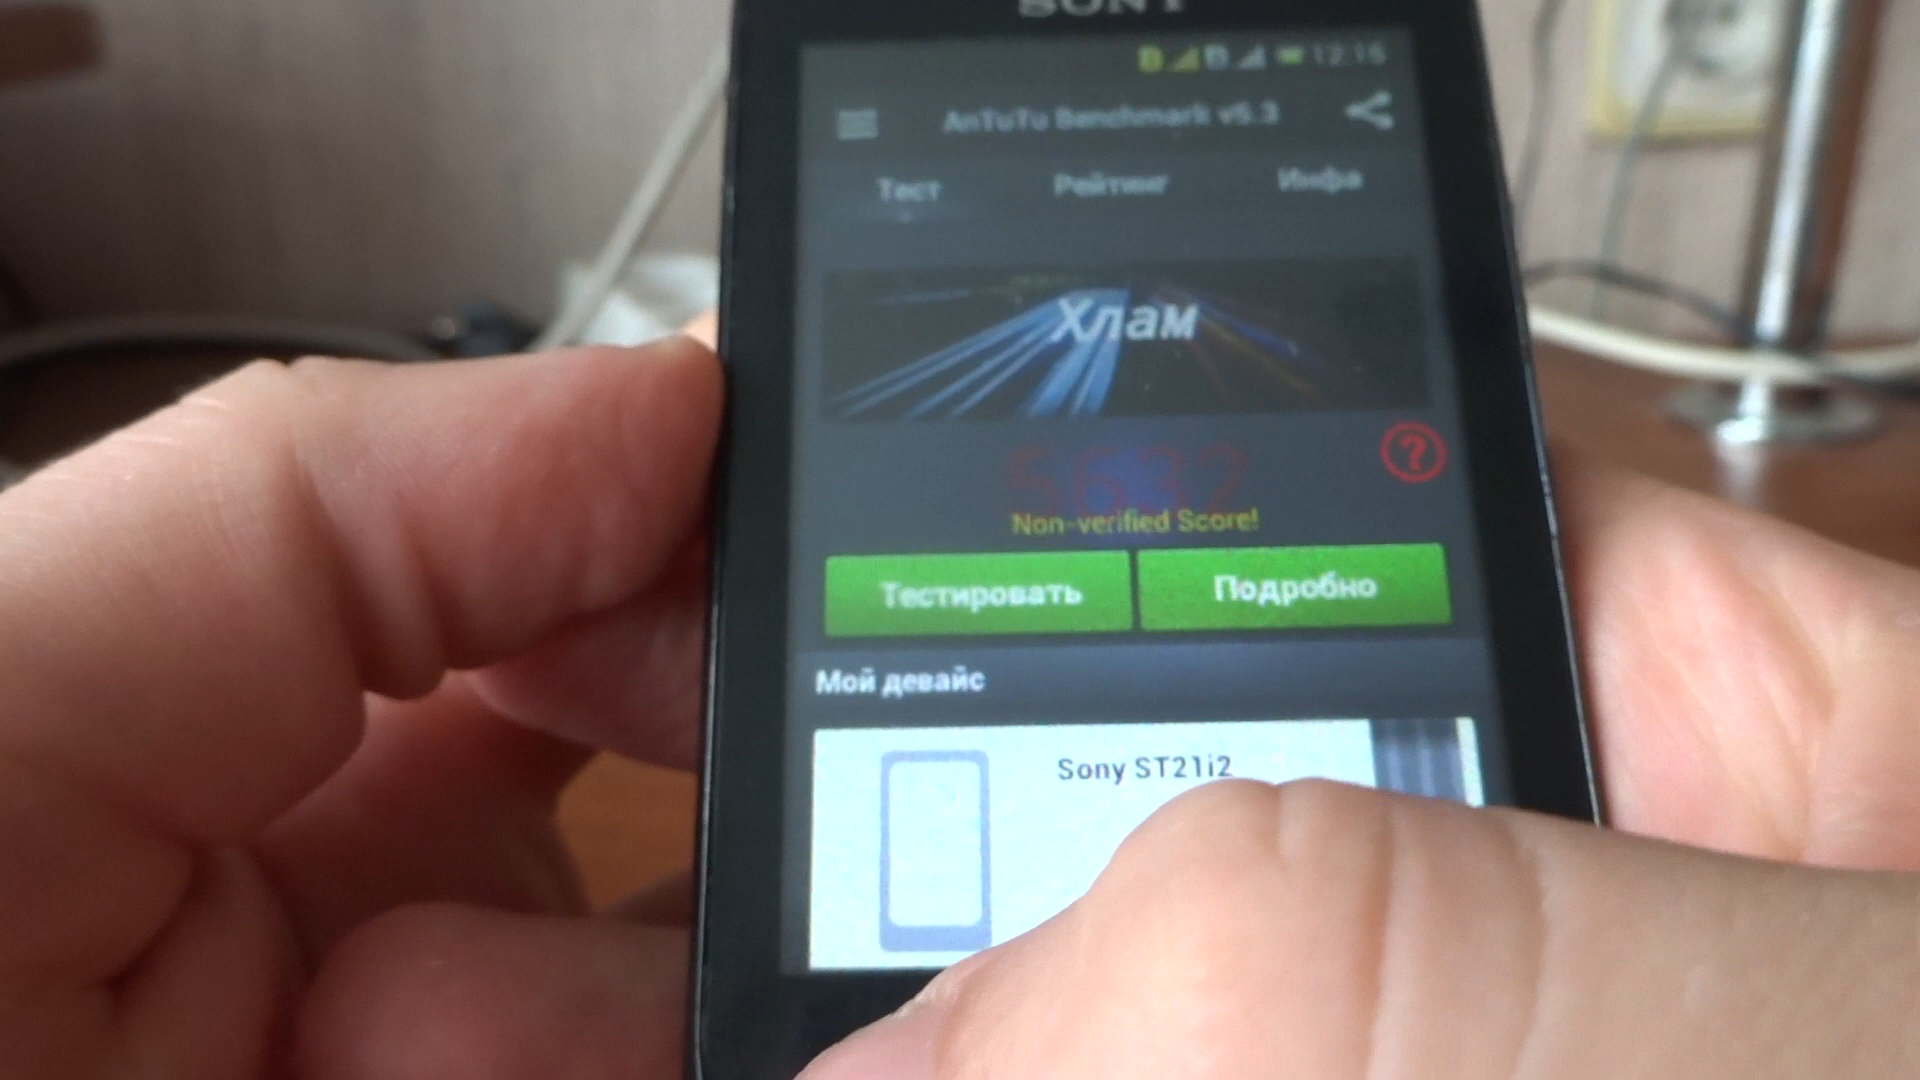 SONY
12:15
AnTuTu Benchmark v5.3
Тест Рейтинг Инфа
Хлам
5632
Non-verified Score!
Тестировать Подробно
Мой девайс
Sony ST21i2